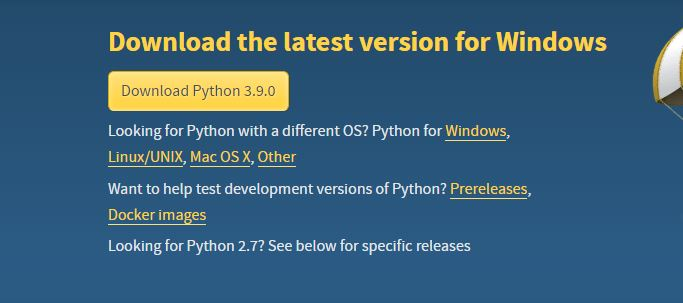 Download the latest version for Windows
Download Python 3.9.0
Looking for Python with a different OS? Python for Windows,
Linux/UNIX, Mac OS X, Other
Want to help test development versions of Python? Prereleases,
Docker images
Looking for Python 2.7? See below for specific releases